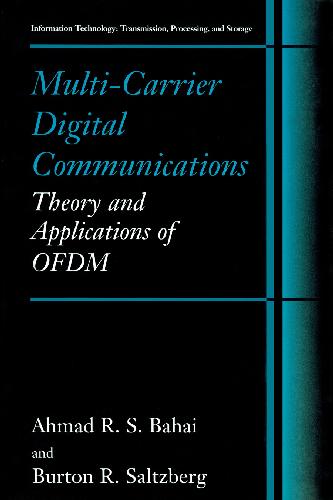 Information Technology: Transmission, Processing, and Storage
Multi-Carrier
Digital
Communications
Theory and
Applications of
OFDM
Ahmad R. S. Bahai
and
Burton R. Saltzberg